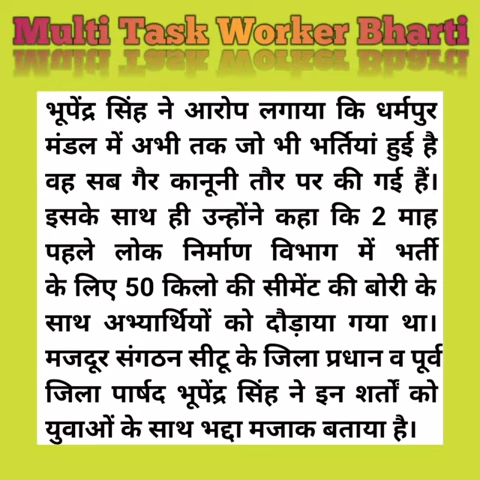 Multi Task Worker Bharti
भूपेंद्र सिंह ने आरोप लगाया कि धर्मपुर
मंडल में अभी तक जो भी भर्तियां हुई है
वह सब गैर कानूनी तौर पर की गई हैं।
इसके साथ ही उन्होंने कहा कि 2 माह
पहले लोक निर्माण विभाग में भर्ती
के लिए 50 किलो की सीमेंट की बोरी के
साथ अभ्यार्थियों को दौड़ाया गया था।
मजदूर संगठन सीटू के जिला प्रधान व पूर्व
जिला पार्षद भूपेंद्र सिंह ने इन शर्तों को
युवाओं के साथ भद्दा मजाक बताया है।